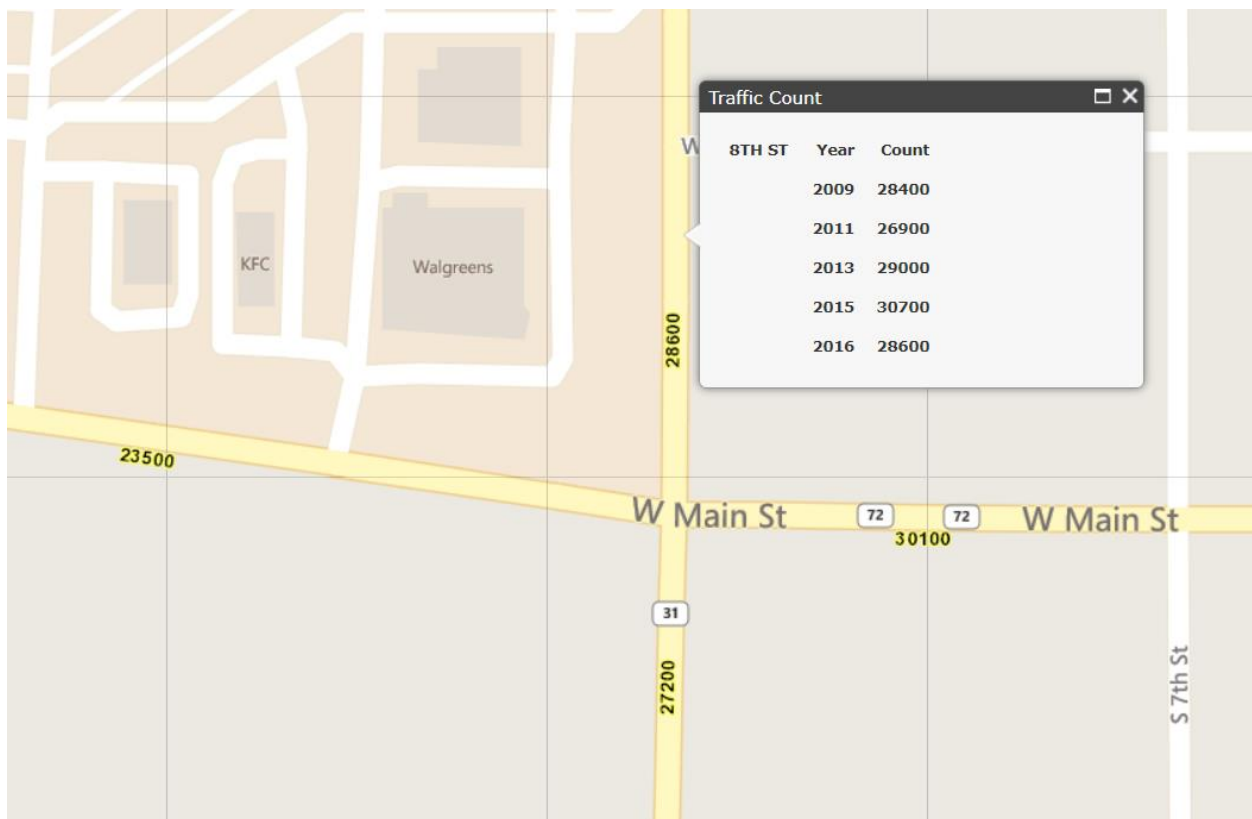 Traffic Count
8TH ST Year Count
2009 28400
2011 26900
2013 29000
2015 30700
2016 28600
W
KFC
Walgreens
28600
23500
W Main St
72
72
W Main St
30100
31
27200
S 7th St